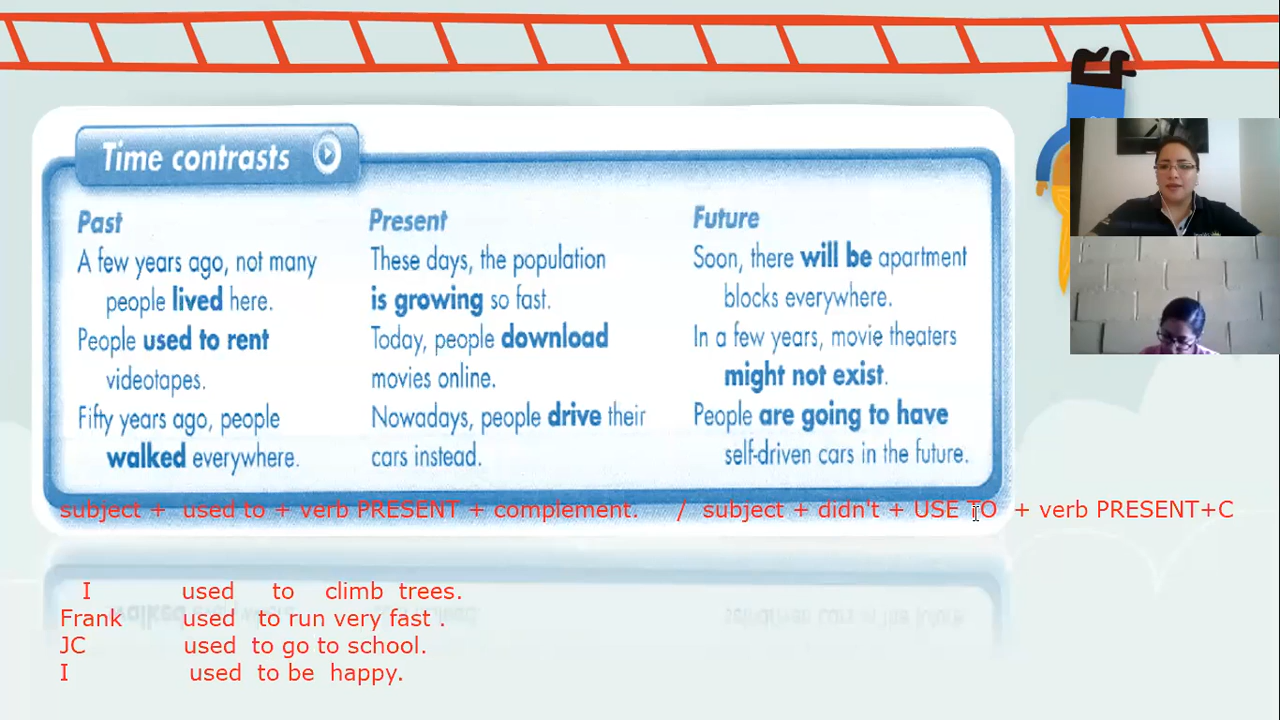 Time contrasts
Past
A few years ago, not many
people lived here.
People used to rent
videotapes.
Fifty years ago, people
walked everywhere.
Present
These days, the population
is growing so fast.
Today, people download
movies online.
Nowadays, people drive their
cars instead.
Future
Soon, there will be apartment
blocks everywhere.
In a few years, movie theaters
might not exist.
People are going to have
self-driven cars in the future.
subject + used to + verb PRESENT + complement. / subject + didn't + USE TO + verb PRESENT+C
I used to climb trees.
Frank used to run very fast .
JC used to go to school.
I used to be happy.